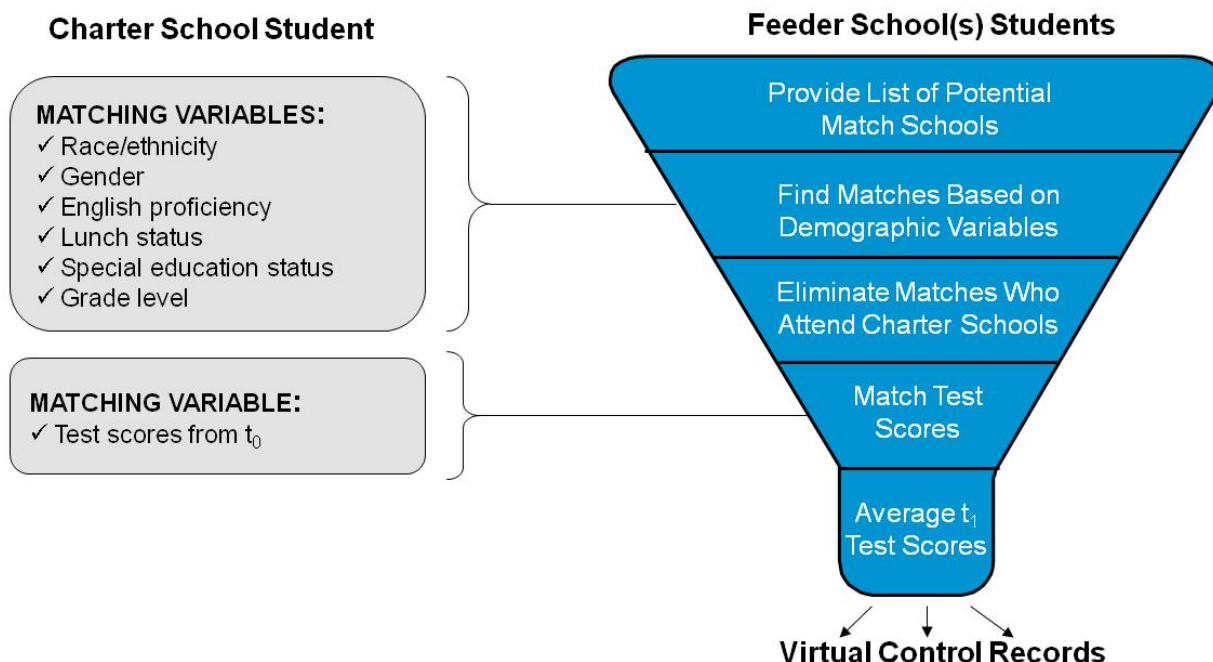 Charter School Student
MATCHING VARIABLES:
✓ Race/ethnicity
✓ Gender
✓ English proficiency
✓ Lunch status
✓ Special education status
✓ Grade level
MATCHING VARIABLE:
✓ Test scores from t₀
Feeder School(s) Students
Provide List of Potential
Match Schools
Find Matches Based on
Demographic Variables
Eliminate Matches Who
Attend Charter Schools
Match Test
Scores
Average t₁
Test Scores
Virtual Control Records